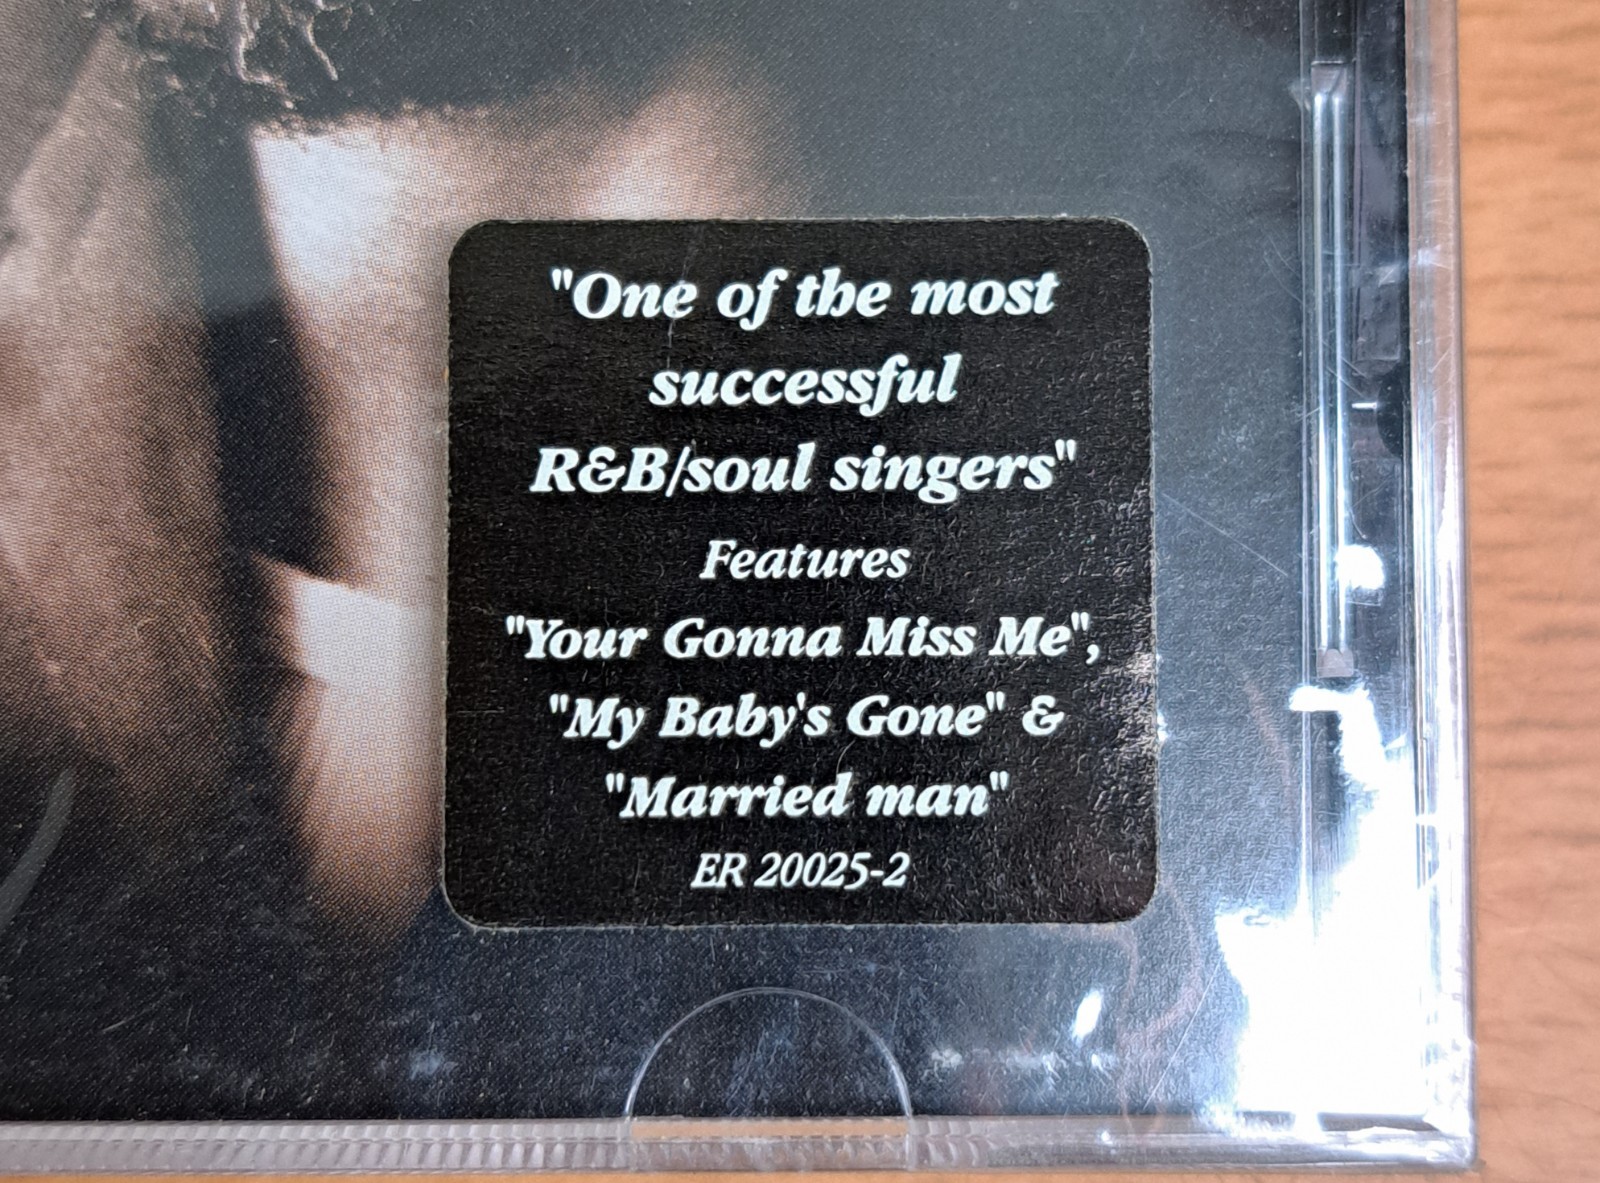 "One of the most
successful
R&B/soul singers"
Features
"Your Gonna Miss Me",
"My Baby's Gone" &
"Married man"
ER 20025-2